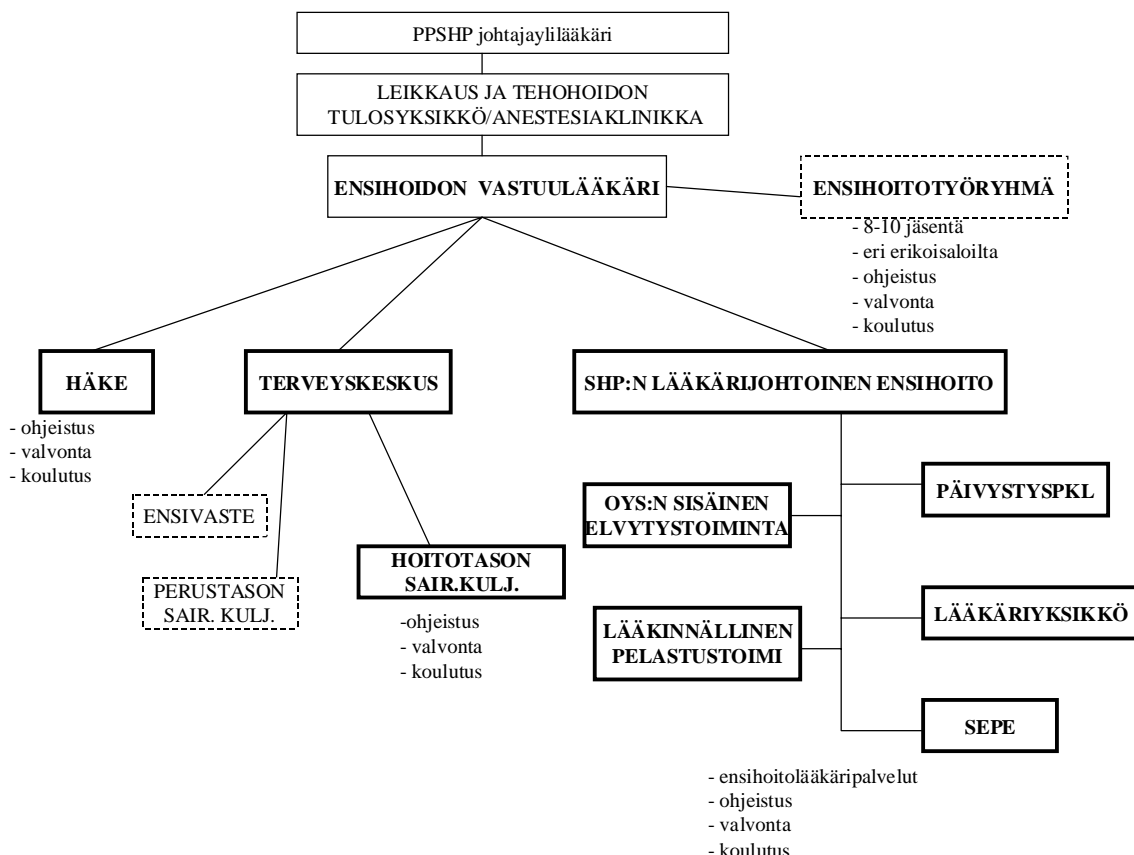 PPSHP johtajaylilääkäri
LEIKKAUS JA TEHOHOIDON
TULOSYKSIKKÖ/ANESTESIAKLINIKKA
ENSIHOIDON VASTUULÄÄKÄRI
ENSIHOITOTYÖRYHMÄ
- 8-10 jäsentä
- eri erikoisaloilta
- ohjeistus
- valvonta
- koulutus
HÄKE
- ohjeistus
- valvonta
- koulutus
TERVEYSKESKUS
ENSIVASTE
PERUSTASON
SAIR. KULJ.
HOITOTASON
SAIR.KULJ.
-ohjeistus
- valvonta
- koulutus
SHP:N LÄÄKÄRIJOHTOINEN ENSIHOITO
OYS:N SISÄINEN
ELVYTYSTOIMINTA
PÄIVYSTYSPKL
LÄÄKINNÄLLINEN
PELASTUSTOIMI
LÄÄKÄRIYKSIKKÖ
SEPE
- ensihoitolääkäripalvelut
- ohjeistus
- valvonta
- koulutus